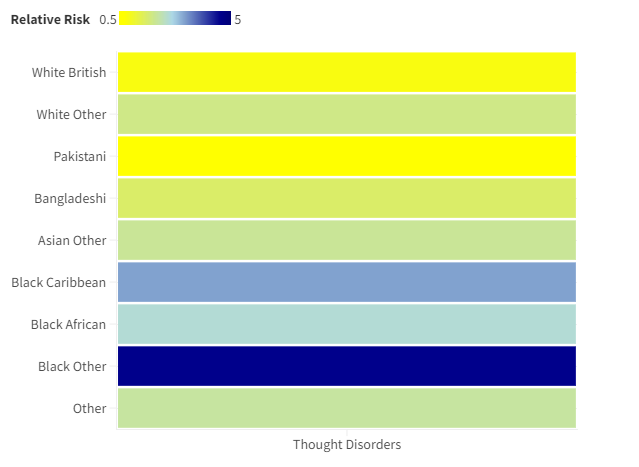 Relative Risk 0.5 5
White British
White Other
Pakistani
Bangladeshi
Asian Other
Black Caribbean
Black African
Black Other
Other
Thought Disorders